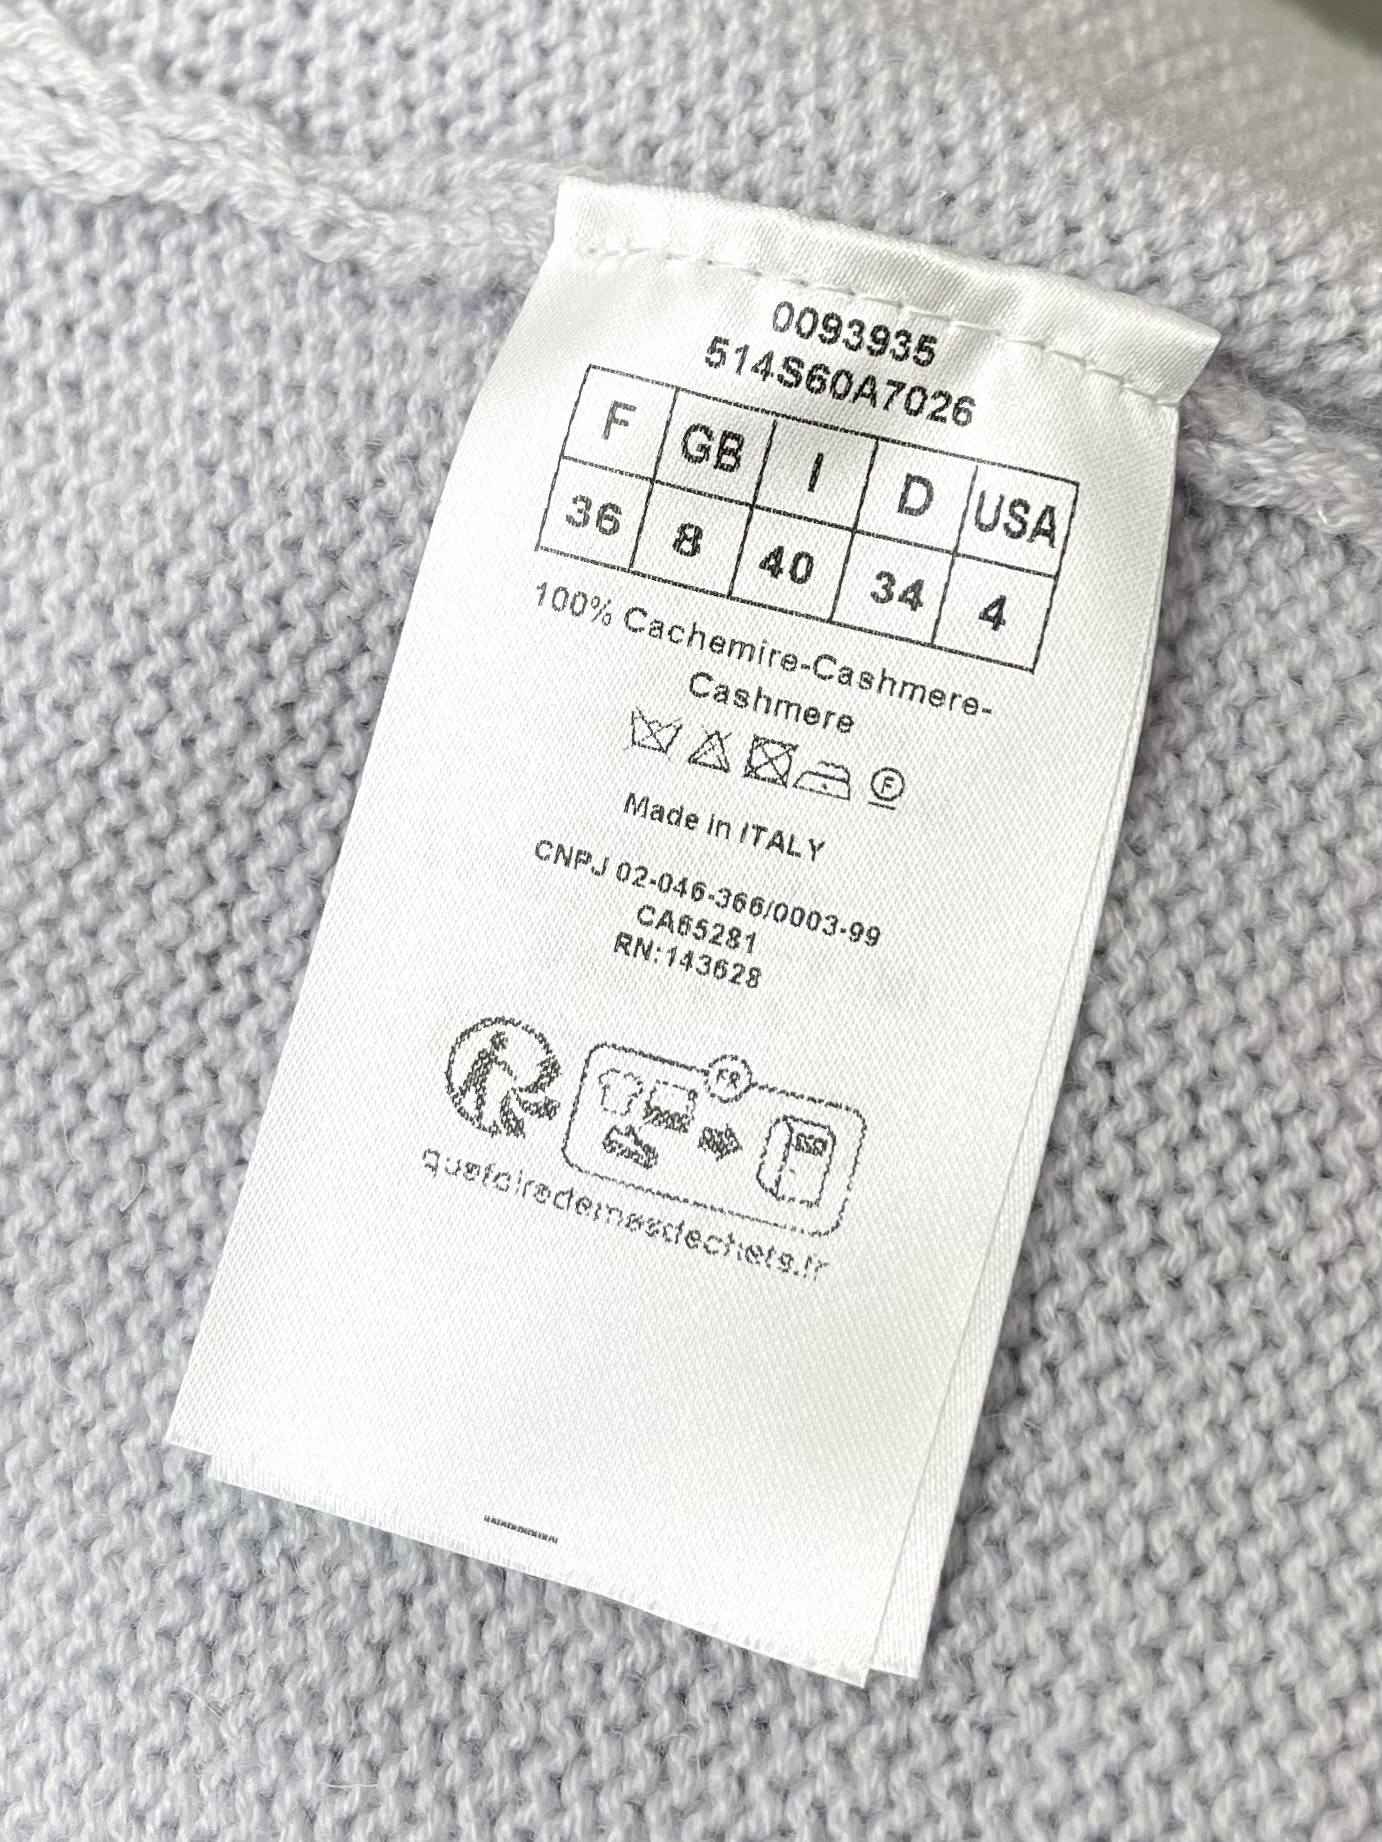 0093935
514S60A7026
F GB I D USA
36 8 40 34 4
100% Cachemire-Cashmere-
Cashmere
F
Made in ITALY
CNPJ 02-046-366/0003-99
CA65281
RN:143628
FR
quefairedemesdechets.fr